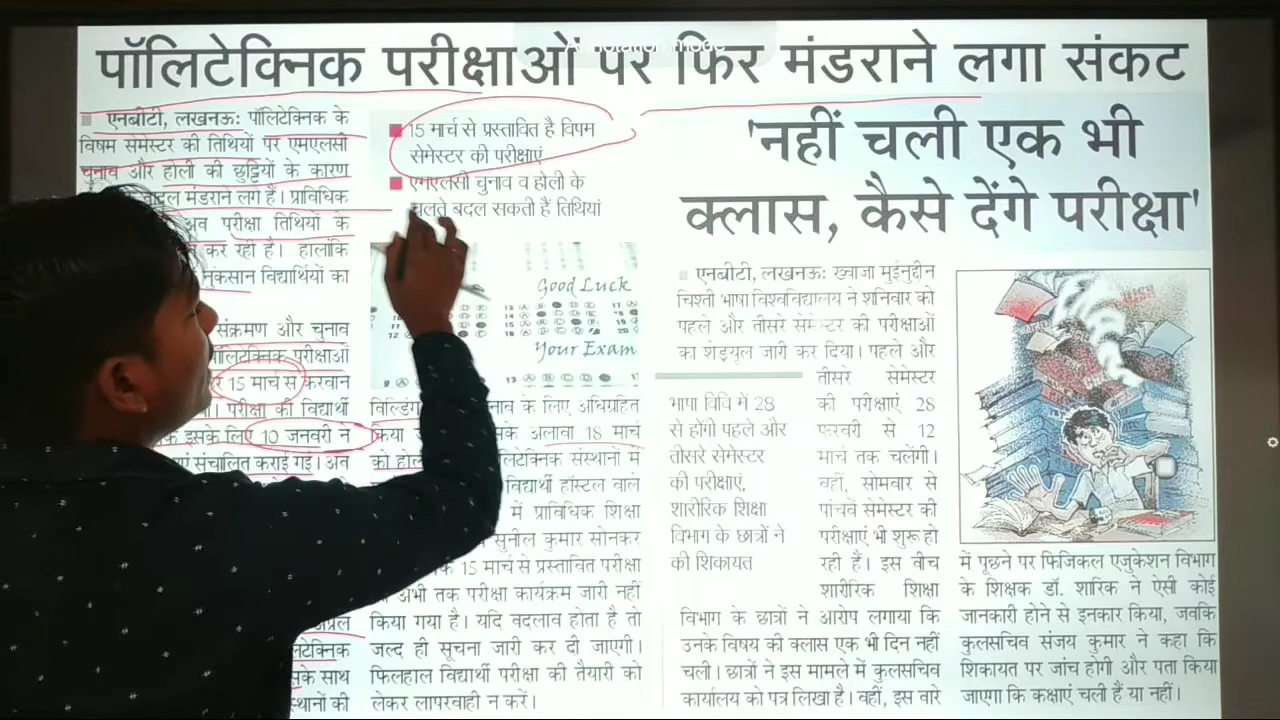 पॉलिटेक्निक परीक्षाओं पर फिर मंडराने लगा संकट
एनबीटी, लखनऊ: पॉलिटेक्निक के
विषम सेमेस्टर की तिथियों पर एमएलसी
चुनाव और होली की छुट्टियों के कारण
मंडराने लगे हैं। प्राविधिक
अब परीक्षा तिथियों के
कर रही है। हालांकि
नुकसान विद्यार्थियों का
संक्रमण और चुनाव
पॉलिटेक्निक परीक्षाओं
15 मार्च से करवाने
परीक्षा की विद्यार्थी
इसके लिए 10 जनवरी न
संचालित कराई गई। अब
के साथ
की
15 मार्च से प्रस्तावित है विषम
सेमेस्टर की परीक्षाएं
एमएलसी चुनाव व होली के
चलते बदल सकती हैं तिथियां
Good Luck
Your Exam
बिल्डिंग
के लिए अधिग्रहित
किया
अलावा 18 मार्च
को
संस्थानों में
विद्यार्थी हॉस्टल वाले
में प्राविधिक शिक्षा
सुनील कुमार सोनकर
15 मार्च से प्रस्तावित परीक्षा
अभी तक परीक्षा कार्यक्रम जारी नहीं
किया गया है। यदि बदलाव होता है तो
जल्द ही सूचना जारी कर दी जाएगी।
फिलहाल विद्यार्थी परीक्षा की तैयारी को
लेकर लापरवाही न करें।
'नहीं चली एक भी
क्लास, कैसे देंगे परीक्षा'
एनबीटी, लखनऊ: ख्वाजा मुईनुद्दीन
चिश्ती भाषा विश्वविद्यालय ने शनिवार को
पहले और तीसरे सेमेस्टर की परीक्षाओं
का शेड्यूल जारी कर दिया। पहले और
तीसरे सेमेस्टर
की परीक्षाएं 28
फरवरी से 12
मार्च तक चलेंगी।
वहीं, सोमवार से
पांचवें सेमेस्टर की
परीक्षाएं भी शुरू हो
रही हैं। इस बीच
शारीरिक शिक्षा
भाषा विवि में 28
से होंगी पहले और
तीसरे सेमेस्टर
की परीक्षाएं,
शारीरिक शिक्षा
विभाग के छात्रों ने
की शिकायत
विभाग के छात्रों ने आरोप लगाया कि
उनके विषय की क्लास एक भी दिन नहीं
चली। छात्रों ने इस मामले में कुलसचिव
कार्यालय को पत्र लिखा है। वहीं, इस बारे
में पूछने पर फिजिकल एजुकेशन विभाग
के शिक्षक डॉ. शारिक ने ऐसी कोई
जानकारी होने से इनकार किया, जबकि
कुलसचिव संजय कुमार ने कहा कि
शिकायत पर जांच होगी और पता किया
जाएगा कि कक्षाएं चली हैं या नहीं।